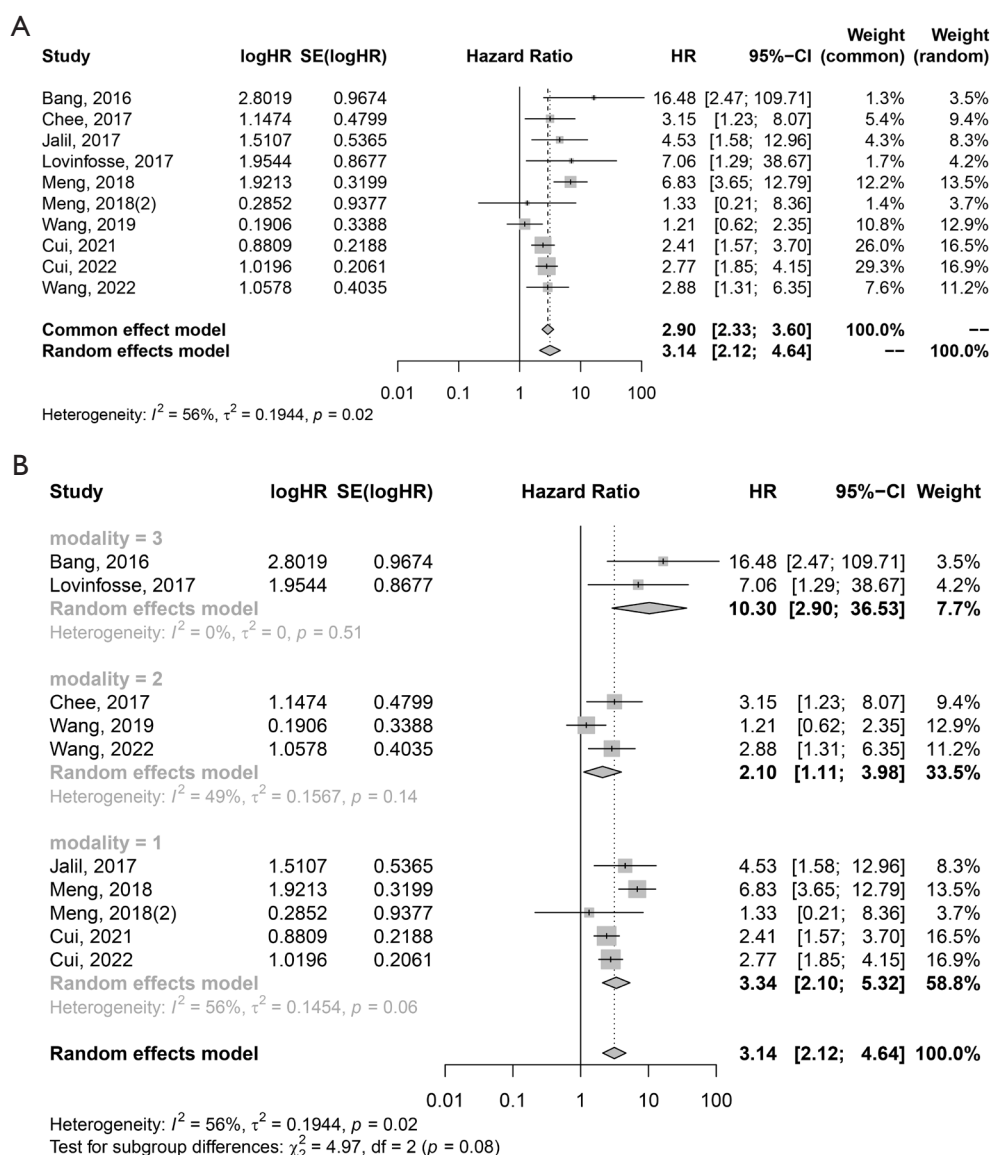 A
Weight Weight
Study logHR SE(logHR) Hazard Ratio HR 95%−CI (common) (random)
Bang, 2016 2.8019 0.9674 16.48 [2.47; 109.71] 1.3% 3.5%
Chee, 2017 1.1474 0.4799 3.15 [1.23; 8.07] 5.4% 9.4%
Jalil, 2017 1.5107 0.5365 4.53 [1.58; 12.96] 4.3% 8.3%
Lovinfosse, 2017 1.9544 0.8677 7.06 [1.29; 38.67] 1.7% 4.2%
Meng, 2018 1.9213 0.3199 6.83 [3.65; 12.79] 12.2% 13.5%
Meng, 2018(2) 0.2852 0.9377 1.33 [0.21; 8.36] 1.4% 3.7%
Wang, 2019 0.1906 0.3388 1.21 [0.62; 2.35] 10.8% 12.9%
Cui, 2021 0.8809 0.2188 2.41 [1.57; 3.70] 26.0% 16.5%
Cui, 2022 1.0196 0.2061 2.77 [1.85; 4.15] 29.3% 16.9%
Wang, 2022 1.0578 0.4035 2.88 [1.31; 6.35] 7.6% 11.2%
Common effect model 2.90 [2.33; 3.60] 100.0% −−
Random effects model 3.14 [2.12; 4.64] −− 100.0%
0.01 0.1 1 10 100
Heterogeneity: I² = 56%, τ² = 0.1944, p = 0.02
B
Study logHR SE(logHR) Hazard Ratio HR 95%−CI Weight
modality = 3
Bang, 2016 2.8019 0.9674 16.48 [2.47; 109.71] 3.5%
Lovinfosse, 2017 1.9544 0.8677 7.06 [1.29; 38.67] 4.2%
Random effects model 10.30 [2.90; 36.53] 7.7%
Heterogeneity: I² = 0%, τ² = 0, p = 0.51
modality = 2
Chee, 2017 1.1474 0.4799 3.15 [1.23; 8.07] 9.4%
Wang, 2019 0.1906 0.3388 1.21 [0.62; 2.35] 12.9%
Wang, 2022 1.0578 0.4035 2.88 [1.31; 6.35] 11.2%
Random effects model 2.10 [1.11; 3.98] 33.5%
Heterogeneity: I² = 49%, τ² = 0.1567, p = 0.14
modality = 1
Jalil, 2017 1.5107 0.5365 4.53 [1.58; 12.96] 8.3%
Meng, 2018 1.9213 0.3199 6.83 [3.65; 12.79] 13.5%
Meng, 2018(2) 0.2852 0.9377 1.33 [0.21; 8.36] 3.7%
Cui, 2021 0.8809 0.2188 2.41 [1.57; 3.70] 16.5%
Cui, 2022 1.0196 0.2061 2.77 [1.85; 4.15] 16.9%
Random effects model 3.34 [2.10; 5.32] 58.8%
Heterogeneity: I² = 56%, τ² = 0.1454, p = 0.06
Random effects model 3.14 [2.12; 4.64] 100.0%
0.01 0.1 1 10 100
Heterogeneity: I² = 56%, τ² = 0.1944, p = 0.02
Test for subgroup differences: χ²₂ = 4.97, df = 2 (p = 0.08)